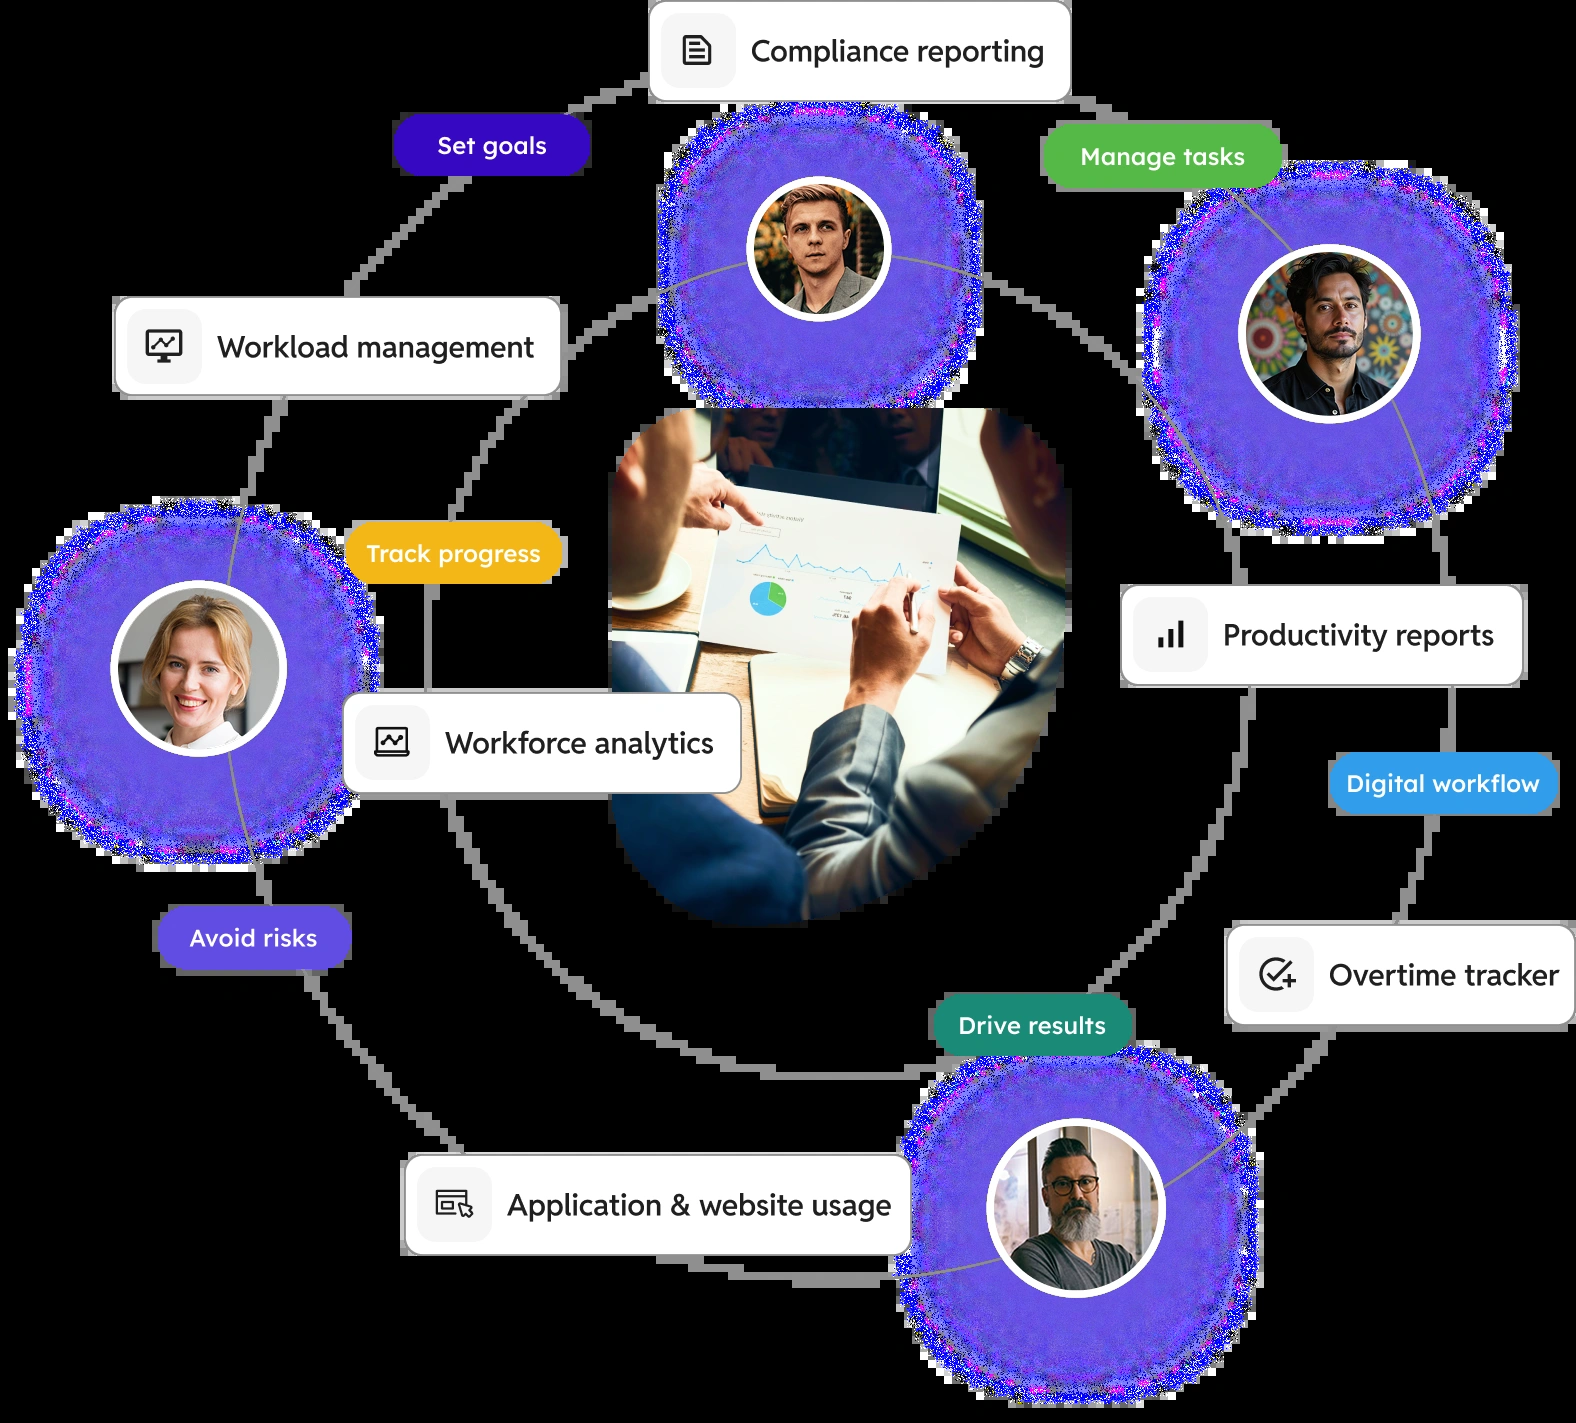 Compliance reporting
Set goals
Manage tasks
Workload management
Track progress
Productivity reports
Workforce analytics
Digital workflow
Avoid risks
Overtime tracker
Drive results
Application & website usage